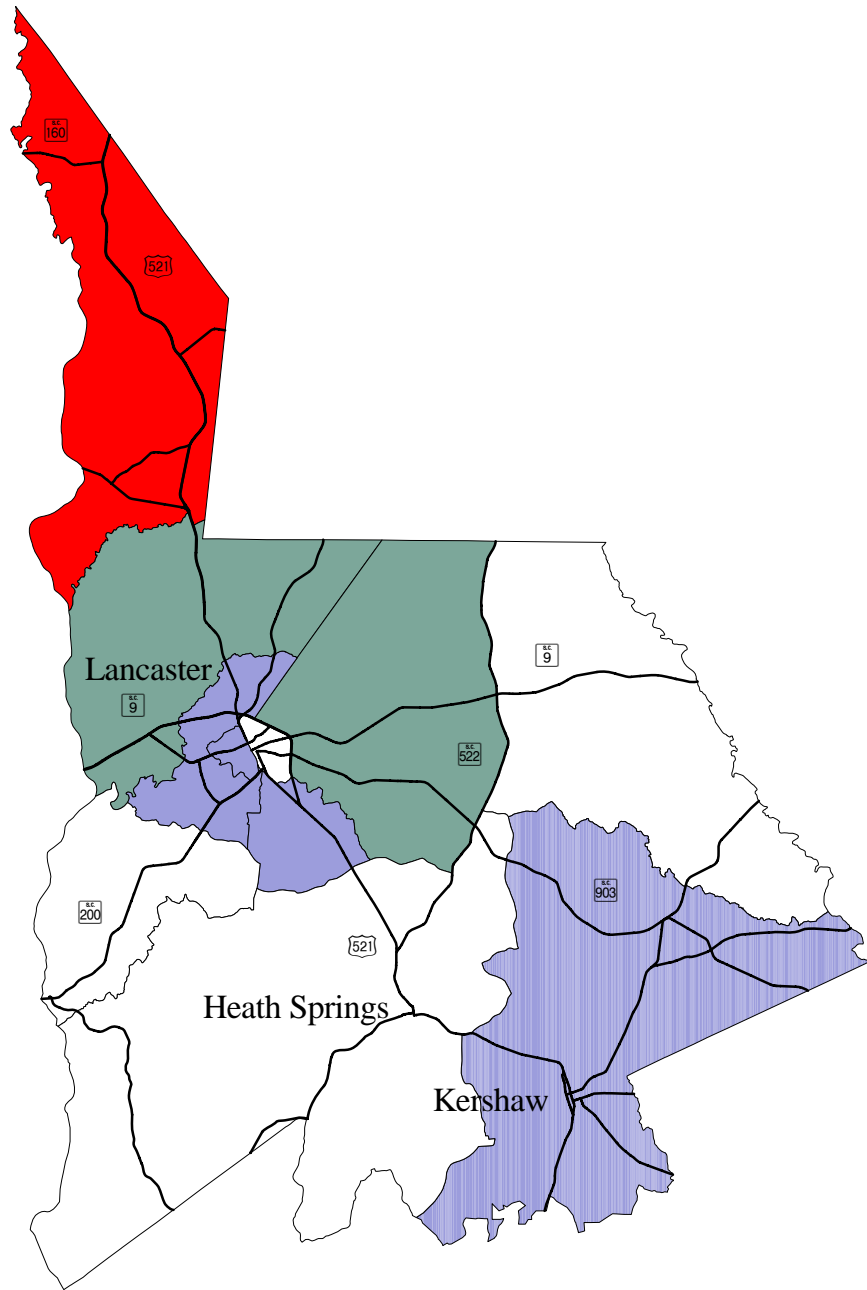 S.C.
160
521
S.C.
9
Lancaster
S.C.
9
S.C.
522
S.C.
903
S.C.
200
521
Heath Springs
Kershaw